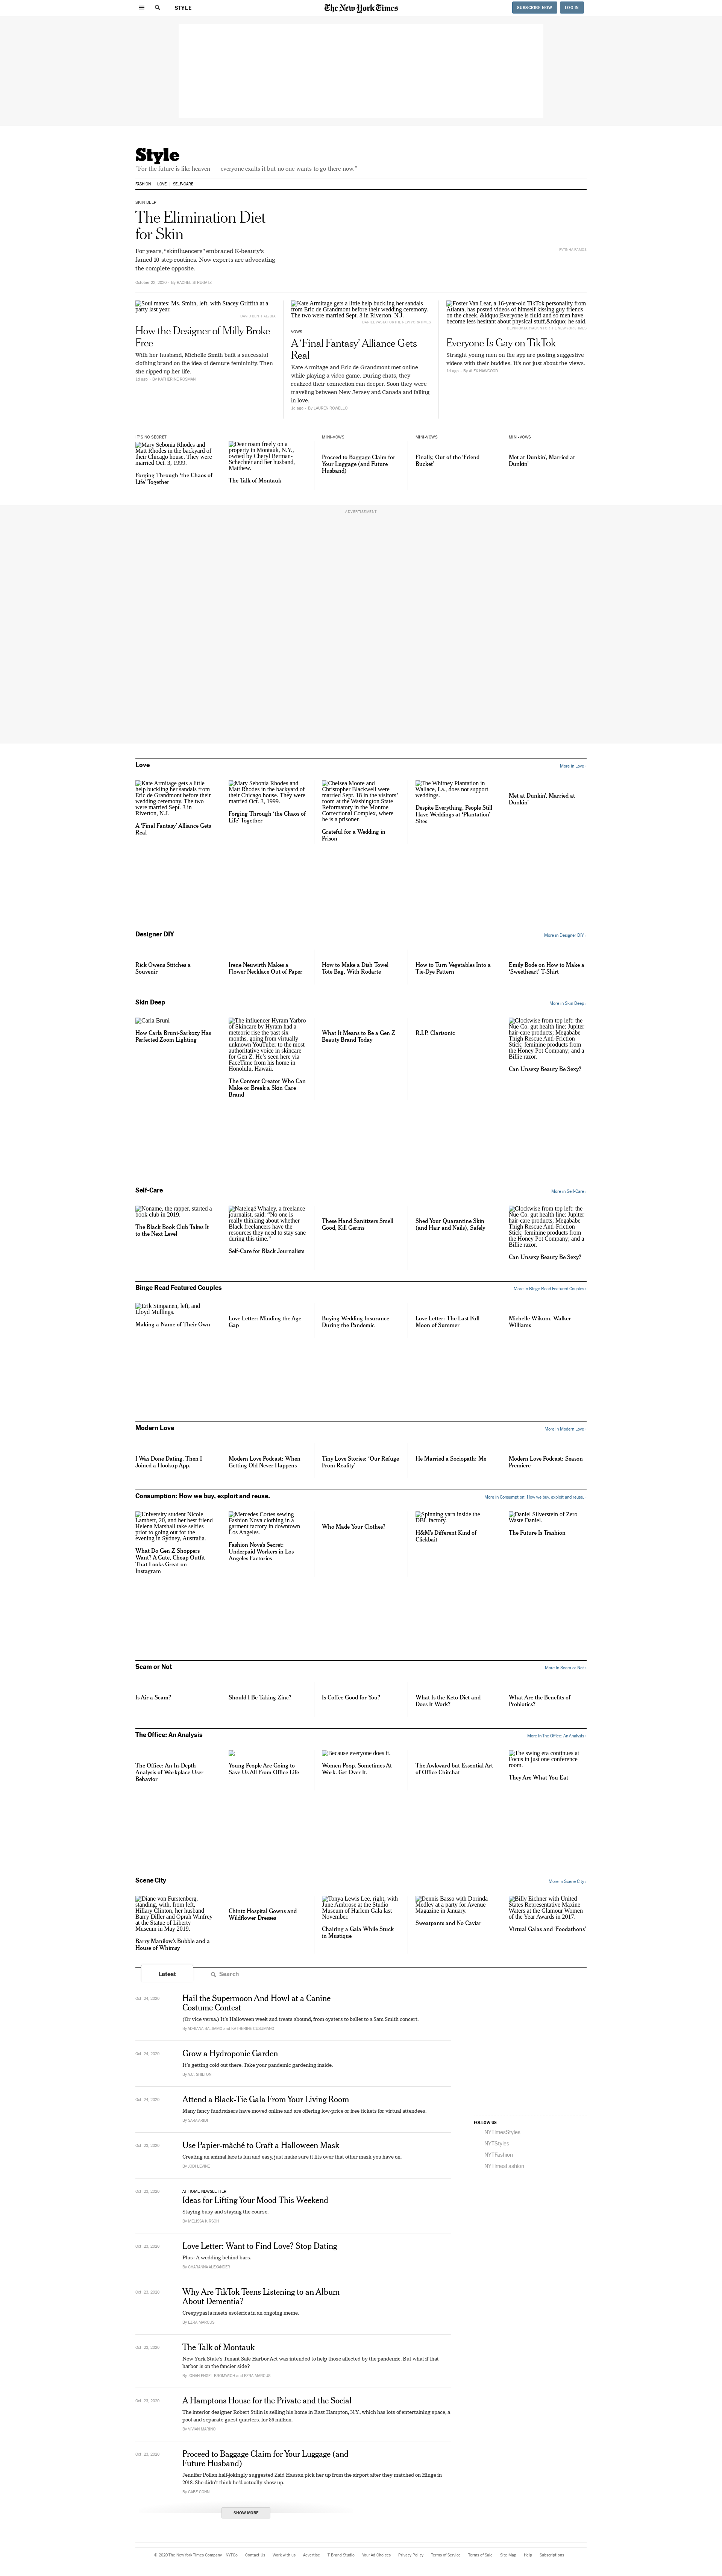 STYLE
The New York Times
SUBSCRIBE NOW
LOG IN
Style
"For the future is like heaven — everyone exalts it but no one wants to go there now."
FASHION
LOVE
SELF-CARE
SKIN DEEP
The Elimination Diet
for Skin
For years, "skinfluencers" embraced K-beauty's
famed 10-step routines. Now experts are advocating
the complete opposite.
October 22, 2020 · By RACHEL STRUGATZ
Soul mates: Ms. Smith, left, with Stacey Griffith at a
party last year.
How the Designer of Milly Broke
Free
With her husband, Michelle Smith built a successful
clothing brand on the idea of demure femininity. Then
she ripped up her life.
1d ago · By KATHERINE ROSMAN
Kate Armitage gets a little help buckling her sandals
from Eric de Grandmont before their wedding ceremony.
The two were married Sept. 3 in Riverton, N.J.
VOWS
A 'Final Fantasy' Alliance Gets
Real
Kate Armitage and Eric de Grandmont met online
while playing a video game. During chats, they
realized their connection ran deeper. Soon they were
traveling between New Jersey and Canada and falling
in love.
1d ago · By LAUREN ROWELLO
Foster Van Lear, a 16-year-old TikTok personality from
Atlanta, has posted videos of himself kissing guy friends
on the cheek. &ldquo;Everyone is fluid and so men have
become less hesitant about physical stuff,&rdquo; he said.
Everyone Is Gay on TikTok
Straight young men on the app are posting suggestive
videos with their buddies. It's not just about the views.
1d ago · By ALEX HAWGOOD
IT'S NO SECRET
Mary Sebonia Rhodes and
Matt Rhodes in the backyard of
their Chicago house. They were
married Oct. 3, 1999.
Forging Through 'the Chaos of
Life' Together
Deer roam freely on a
property in Montauk, N.Y.,
owned by Cheryl Berman-
Schechter and her husband,
Matthew.
The Talk of Montauk
MINI-VOWS
Proceed to Baggage Claim for
Your Luggage (and Future
Husband)
MINI-VOWS
Finally, Out of the 'Friend
Bucket'
MINI-VOWS
Met at Dunkin', Married at
Dunkin'
ADVERTISEMENT
Love
More in Love ›
Kate Armitage gets a little
help buckling her sandals from
Eric de Grandmont before their
wedding ceremony. The two
were married Sept. 3 in
Riverton, N.J.
A 'Final Fantasy' Alliance Gets
Real
Mary Sebonia Rhodes and
Matt Rhodes in the backyard of
their Chicago house. They were
married Oct. 3, 1999.
Forging Through 'the Chaos of
Life' Together
Chelsea Moore and
Christopher Blackwell were
married Sept. 18 in the visitors'
room at the Washington State
Reformatory in the Monroe
Correctional Complex, where
he is a prisoner.
Grateful for a Wedding in
Prison
The Whitney Plantation in
Wallace, La., does not support
weddings.
Despite Everything, People Still
Have Weddings at 'Plantation'
Sites
Met at Dunkin', Married at
Dunkin'
Designer DIY
More in Designer DIY ›
Rick Owens Stitches a
Souvenir
Irene Neuwirth Makes a
Flower Necklace Out of Paper
How to Make a Dish Towel
Tote Bag, With Rodarte
How to Turn Vegetables Into a
Tie-Dye Pattern
Emily Bode on How to Make a
'Sweetheart' T-Shirt
Skin Deep
More in Skin Deep ›
Carla Bruni
How Carla Bruni-Sarkozy Has
Perfected Zoom Lighting
The influencer Hyram Yarbro
of Skincare by Hyram had a
meteoric rise the past six
months, going from virtually
unknown YouTuber to the most
authoritative voice in skincare
for Gen Z. He's seen here via
FaceTime from his home in
Honolulu, Hawaii.
The Content Creator Who Can
Make or Break a Skin Care
Brand
What It Means to Be a Gen Z
Beauty Brand Today
R.I.P. Clarisonic
Clockwise from top left: the
Nue Co. gut health line; Jupiter
hair-care products; Megababe
Thigh Rescue Anti-Friction
Stick; feminine products from
the Honey Pot Company; and a
Billie razor.
Can Unsexy Beauty Be Sexy?
Self-Care
More in Self-Care ›
Noname, the rapper, started a
book club in 2019.
The Black Book Club Takes It
to the Next Level
Natelegé Whaley, a freelance
journalist, said: "No one is
really thinking about whether
Black freelancers have the
resources they need to stay sane
during this time."
Self-Care for Black Journalists
These Hand Sanitizers Smell
Good, Kill Germs
Shed Your Quarantine Skin
(and Hair and Nails), Safely
Clockwise from top left: the
Nue Co. gut health line; Jupiter
hair-care products; Megababe
Thigh Rescue Anti-Friction
Stick; feminine products from
the Honey Pot Company; and a
Billie razor.
Can Unsexy Beauty Be Sexy?
Binge Read Featured Couples
More in Binge Read Featured Couples ›
Erik Simpanen, left, and
Lloyd Mullings.
Making a Name of Their Own
Love Letter: Minding the Age
Gap
Buying Wedding Insurance
During the Pandemic
Love Letter: The Last Full
Moon of Summer
Michelle Wikum, Walker
Williams
Modern Love
More in Modern Love ›
I Was Done Dating. Then I
Joined a Hookup App.
Modern Love Podcast: When
Getting Old Never Happens
Tiny Love Stories: 'Our Refuge
From Reality'
He Married a Sociopath: Me
Modern Love Podcast: Season
Premiere
Consumption: How we buy, exploit and reuse.
More in Consumption: How we buy, exploit and reuse. ›
University student Nicole
Lambert, 20, and her best friend
Helena Marshall take selfies
prior to going out for the
evening in Sydney, Australia.
What Do Gen Z Shoppers
Want? A Cute, Cheap Outfit
That Looks Great on
Instagram
Mercedes Cortes sewing
Fashion Nova clothing in a
garment factory in downtown
Los Angeles.
Fashion Nova's Secret:
Underpaid Workers in Los
Angeles Factories
Who Made Your Clothes?
Spinning yarn inside the
DBL factory.
H&M's Different Kind of
Clickbait
Daniel Silverstein of Zero
Waste Daniel.
The Future Is Trashion
Scam or Not
More in Scam or Not ›
Is Air a Scam?
Should I Be Taking Zinc?
Is Coffee Good for You?
What Is the Keto Diet and
Does It Work?
What Are the Benefits of
Probiotics?
The Office: An Analysis
More in The Office: An Analysis ›
The Office: An In-Depth
Analysis of Workplace User
Behavior
Young People Are Going to
Save Us All From Office Life
Because everyone does it.
Women Poop. Sometimes At
Work. Get Over It.
The Awkward but Essential Art
of Office Chitchat
The swing era continues at
Focus in just one conference
room.
They Are What You Eat
Scene City
More in Scene City ›
Diane von Furstenberg,
standing, with, from left,
Hillary Clinton, her husband
Barry Diller and Oprah Winfrey
at the Statue of Liberty
Museum in May 2019.
Barry Manilow's Bubble and a
House of Whimsy
Chintz Hospital Gowns and
Wildflower Dresses
Tonya Lewis Lee, right, with
June Ambrose at the Studio
Museum of Harlem Gala last
November.
Chairing a Gala While Stuck
in Mustique
Dennis Basso with Dorinda
Medley at a party for Avenue
Magazine in January.
Sweatpants and No Caviar
Billy Eichner with United
States Representative Maxine
Waters at the Glamour Women
of the Year Awards in 2017.
Virtual Galas and 'Foodathons'
Latest
Search
Oct. 24, 2020
Hail the Supermoon And Howl at a Canine
Costume Contest
(Or vice versa.) It's Halloween week and treats abound, from oysters to ballet to a Sam Smith concert.
By ADRIANA BALSAMO and KATHERINE CUSUMANO
Oct. 24, 2020
Grow a Hydroponic Garden
It's getting cold out there. Take your pandemic gardening inside.
Oct. 24, 2020
Attend a Black-Tie Gala From Your Living Room
Many fancy fundraisers have moved online and are offering low-price or free tickets for virtual attendees.
By SARA ARIDI
Oct. 23, 2020
Use Papier-mâché to Craft a Halloween Mask
Creating an animal face is fun and easy, just make sure it fits over that other mask you have on.
By JODI LEVINE
Oct. 23, 2020
AT HOME NEWSLETTER
Ideas for Lifting Your Mood This Weekend
Staying busy and staying the course.
By MELISSA KIRSCH
Oct. 23, 2020
Love Letter: Want to Find Love? Stop Dating
Plus: A wedding behind bars.
By CHARANNA ALEXANDER
Oct. 23, 2020
Why Are TikTok Teens Listening to an Album
About Dementia?
Creepypasta meets esoterica in an ongoing meme.
By EZRA MARCUS
Oct. 23, 2020
The Talk of Montauk
New York State's Tenant Safe Harbor Act was intended to help those affected by the pandemic. But what if that
harbor is on the fancier side?
By JONAH ENGEL BROMWICH and EZRA MARCUS
Oct. 23, 2020
A Hamptons House for the Private and the Social
The interior designer Robert Stilin is selling his home in East Hampton, N.Y., which has lots of entertaining space, a
pool and separate guest quarters, for $6 million.
By VIVIAN MARINO
Oct. 23, 2020
Proceed to Baggage Claim for Your Luggage (and
Future Husband)
Jennifer Pollan half-jokingly suggested Zaid Hassan pick her up from the airport after they matched on Hinge in
2018. She didn't think he'd actually show up.
By GABE COHN
SHOW MORE
FOLLOW US
NYTimesStyles
NYTStyles
NYTFashion
NYTimesFashion
© 2020 The New York Times Company
NYTCo
Contact Us
Work with us
Advertise
T Brand Studio
Your Ad Choices
Privacy Policy
Terms of Service
Terms of Sale
Site Map
Help
Subscriptions